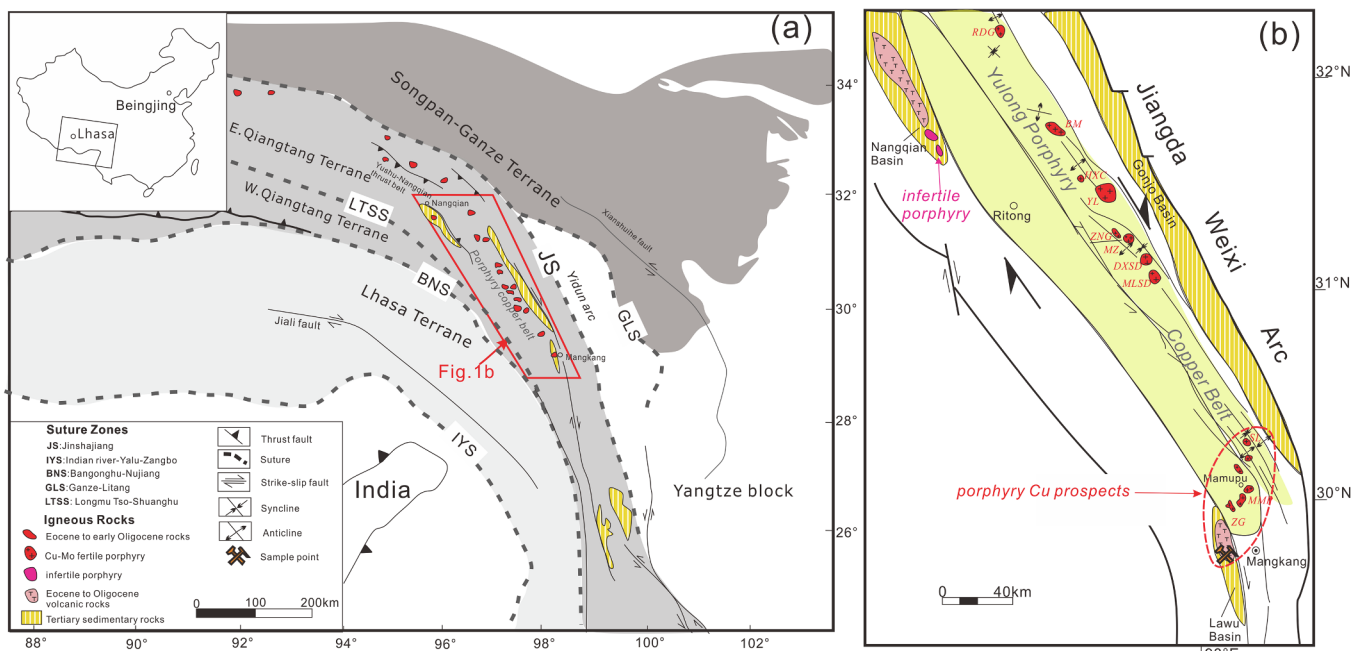 (a)
Beingjing
Lhasa
Songpan-Ganze Terrane
E.Qiangtang Terrane
W.Qiangtang Terrane
Yushu-Nangqian
thrust belt
LTSS
Nangqian
BNS
Lhasa Terrane
Jiali fault
Porphyry copper belt
JS
Yidun arc
GLS
Xianshuihe fault
Mangkang
Fig.1b
IYS
India
Yangtze block
34°
32°
30°
28°
26°
88°
90°
92°
94°
96°
98°
100°
102°
Suture Zones
JS:Jinshajiang
IYS:Indian river-Yalu-Zangbo
BNS:Bangonghu-Nujiang
GLS:Ganze-Litang
LTSS:Longmu Tso-Shuanghu
Igneous Rocks
Eocene to early Oligocene rocks
Cu-Mo fertile porphyry
infertile porphyry
Eocene to Oligocene
volcanic rocks
Tertiary sedimentary rocks
Thrust fault
Suture
Strike-slip fault
Syncline
Anticline
Sample point
0 100 200km
(b)
RDG
Yulong Porphyry
Copper Belt
BM
Jiangda
Weixi
Arc
Nangqian
Basin
infertile
porphyry
Gonjo Basin
HXC
YL
Ritong
ZNG
MZ
DXSD
MLSD
porphyry Cu prospects
Mamupu
ZG
Mangkang
Lawu
Basin
0 40km
32°N
31°N
30°N